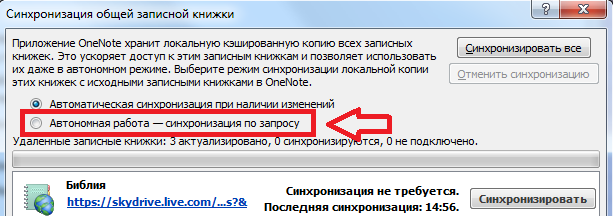 Синхронизация общей записной книжки
Приложение OneNote хранит локальную кэшированную копию всех записных
книжек. Это ускоряет доступ к этим записным книжкам и позволяет использовать
их даже в автономном режиме. Выберите режим синхронизации локальной копии
этих книжек с исходными записными книжками в OneNote.
Синхронизировать все
Отменить синхронизацию
Автоматическая синхронизация при наличии изменений
Автономная работа — синхронизация по запросу
Удаленные записные книжки: 3 актуализировано, 0 синхронизируются, 0 не подключено.
Библия
https://skydrive.live.com/...s?&
Синхронизация не требуется.
Последняя синхронизация: 14:56.
Синхронизировать